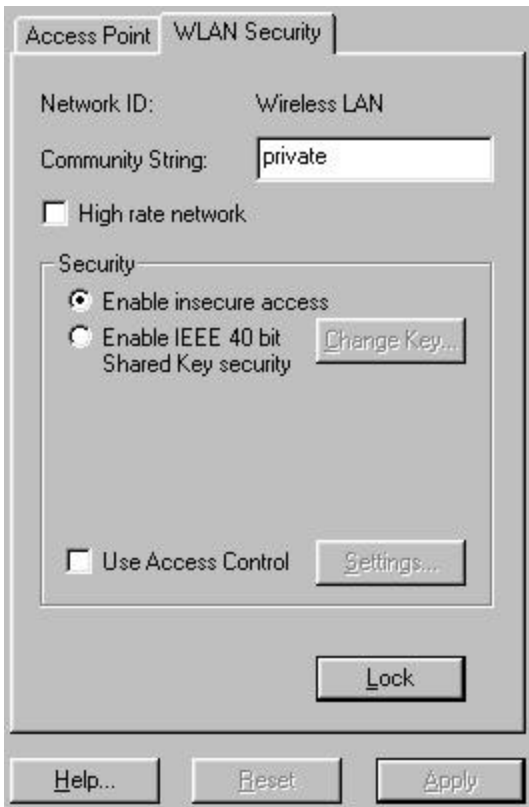 Access Point WLAN Security
Network ID: Wireless LAN
Community String: private
High rate network
Security
Enable insecure access
Enable IEEE 40 bit
Shared Key security
Change Key...
Use Access Control Settings...
Lock
Help... Reset Apply